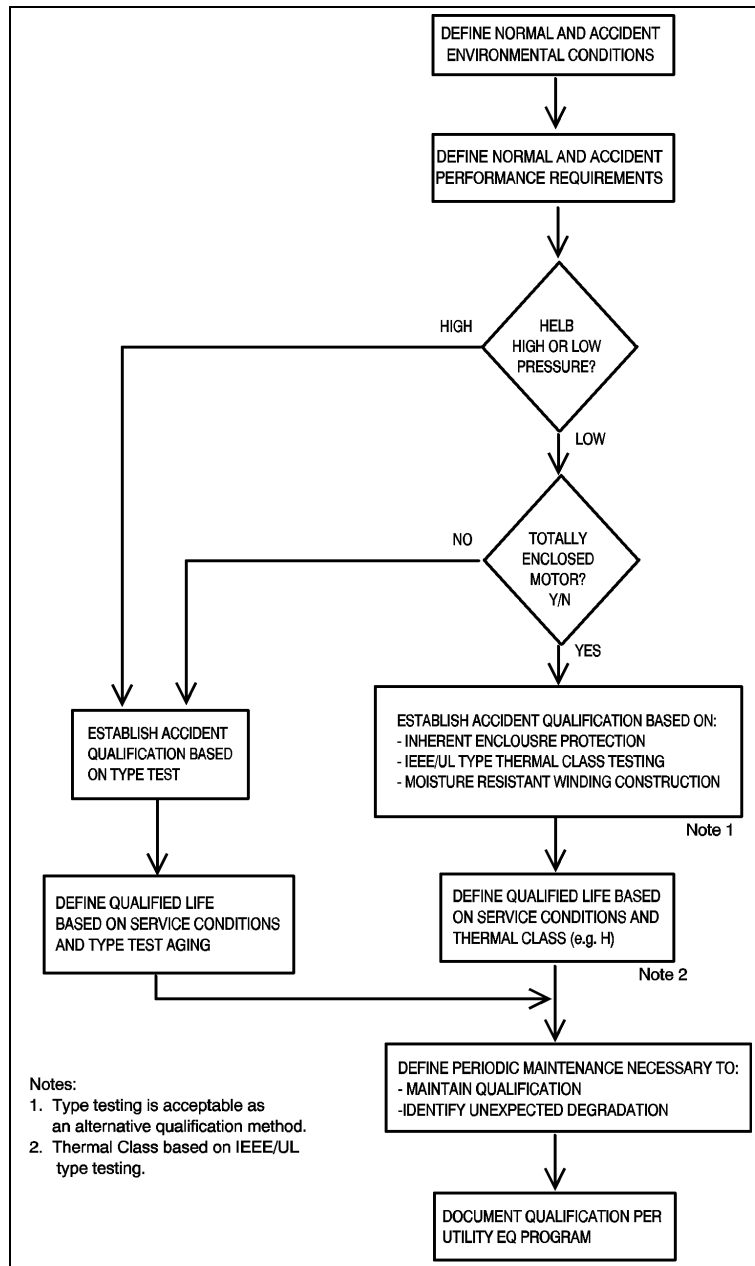 DEFINE NORMAL AND ACCIDENT
ENVIRONMENTAL CONDITIONS
DEFINE NORMAL AND ACCIDENT
PERFORMANCE REQUIREMENTS
HIGH
HELB
HIGH OR LOW
PRESSURE?
LOW
NO
TOTALLY
ENCLOSED
MOTOR?
Y/N
YES
ESTABLISH ACCIDENT
QUALIFICATION BASED
ON TYPE TEST
ESTABLISH ACCIDENT QUALIFICATION BASED ON:
- INHERENT ENCLOUSRE PROTECTION
- IEEE/UL TYPE THERMAL CLASS TESTING
- MOISTURE RESISTANT WINDING CONSTRUCTION
Note 1
DEFINE QUALIFIED LIFE
BASED ON SERVICE CONDITIONS
AND TYPE TEST AGING
DEFINE QUALIFIED LIFE BASED
ON SERVICE CONDITIONS AND
THERMAL CLASS (e.g. H)
Note 2
DEFINE PERIODIC MAINTENANCE NECESSARY TO:
- MAINTAIN QUALIFICATION
-IDENTIFY UNEXPECTED DEGRADATION
Notes:
1. Type testing is acceptable as
an alternative qualification method.
2. Thermal Class based on IEEE/UL
type testing.
DOCUMENT QUALIFICATION PER
UTILITY EQ PROGRAM